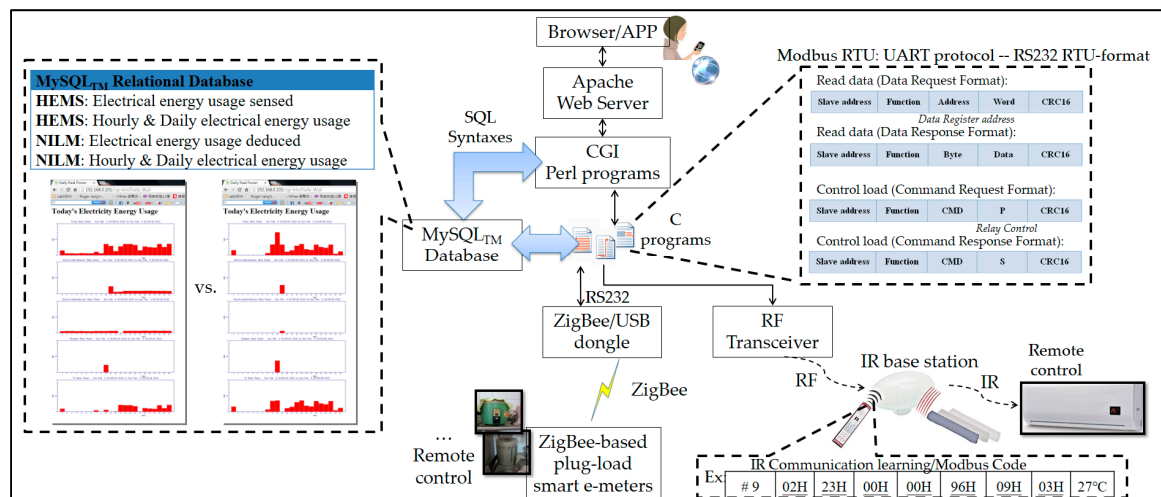 Browser/APP
Apache
Web Server
CGI
Perl programs
SQL
Syntaxes
MySQLTM
Database
C
programs
RS232
ZigBee/USB
dongle
ZigBee
ZigBee-based
plug-load
smart e-meters
...
Remote
control
RF
Transceiver
RF
IR base station
IR
Remote
control
MySQLTM Relational Database
HEMS: Electrical energy usage sensed
HEMS: Hourly & Daily electrical energy usage
NILM: Electrical energy usage deduced
NILM: Hourly & Daily electrical energy usage
Today's Electricity Energy Usage
vs.
Today's Electricity Energy Usage
Modbus RTU: UART protocol -- RS232 RTU-format
Read data (Data Request Format):
Slave address Function Address Word CRC16
Data Register address
Read data (Data Response Format):
Slave address Function Byte Data CRC16
Control load (Command Request Format):
Slave address Function CMD P CRC16
Relay Control
Control load (Command Response Format):
Slave address Function CMD S CRC16
IR Communication learning/Modbus Code
Ex: # 9 02H 23H 00H 00H 96H 09H 03H 27°C